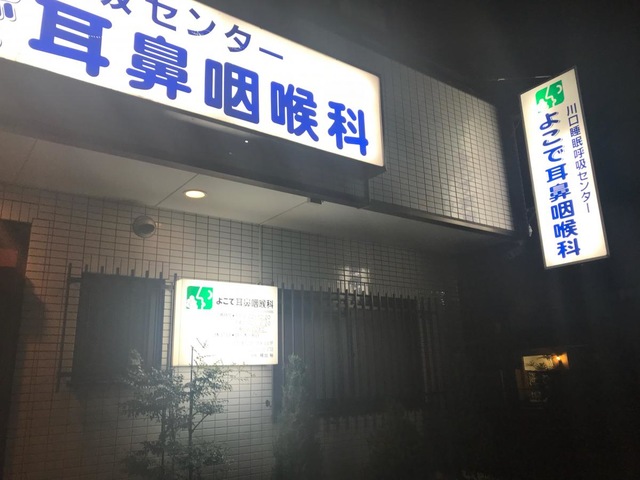 吸センター
で耳鼻咽喉科
川口睡眠呼吸センター
よこで耳鼻咽喉科
よこで耳鼻咽喉科